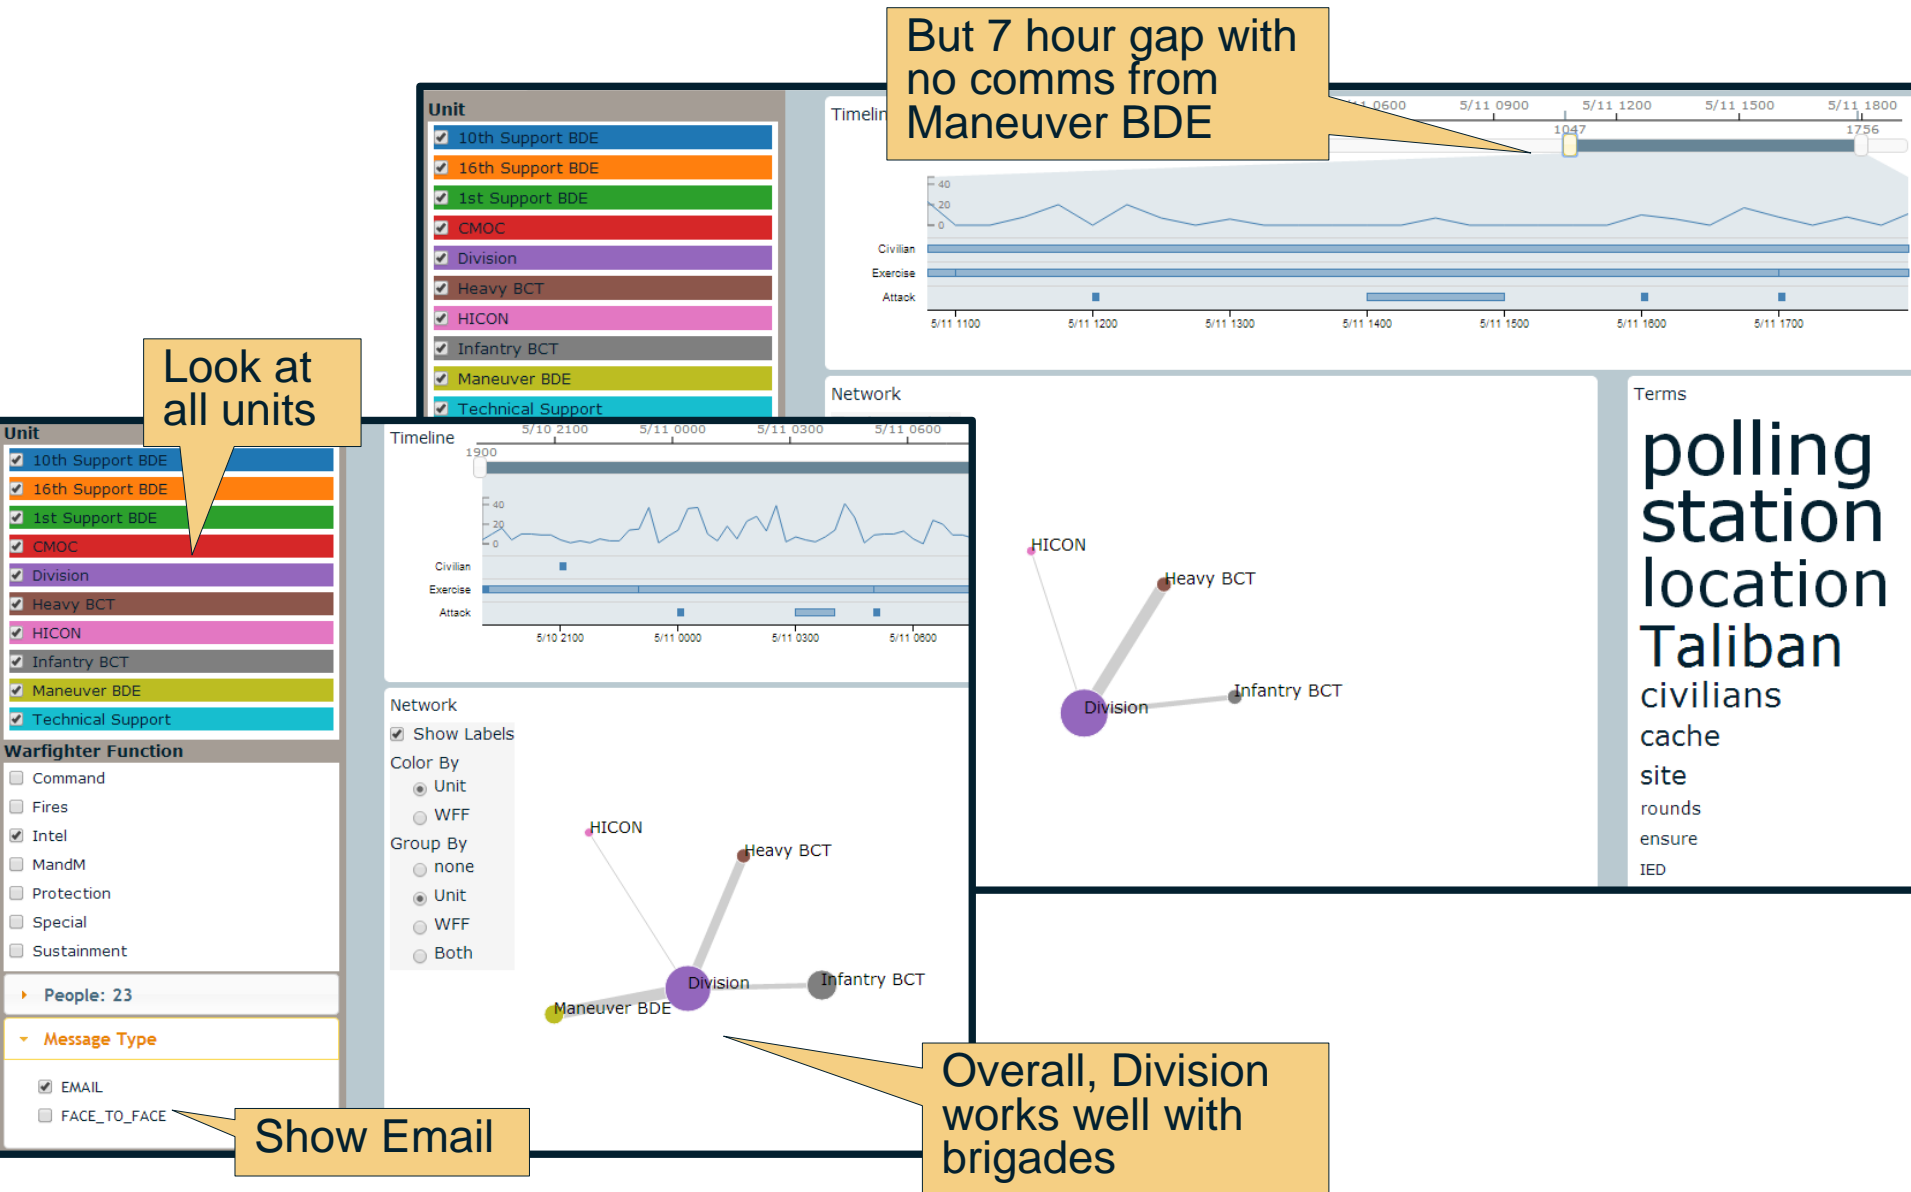 But 7 hour gap with
no comms from
Maneuver BDE
Unit
10th Support BDE
16th Support BDE
1st Support BDE
CMOC
Division
Heavy BCT
HICON
Infantry BCT
Maneuver BDE
Technical Support
5/11 0900
5/11 1200
5/11 1500
5/11 1800
1047
1756
40
20
0
Civilian
Exercise
Attack
5/11 1100
5/11 1200
5/11 1300
5/11 1400
5/11 1500
5/11 1600
5/11 1700
Network
HICON
Heavy BCT
Infantry BCT
Division
Terms
polling
station
location
Taliban
civilians
cache
site
rounds
ensure
IED
Look at
all units
Unit
10th Support BDE
16th Support BDE
1st Support BDE
CMOC
Division
Heavy BCT
HICON
Infantry BCT
Maneuver BDE
Technical Support
Warfighter Function
Command
Fires
Intel
MandM
Protection
Special
Sustainment
People: 23
Message Type
EMAIL
FACE_TO_FACE
Show Email
Timeline
5/10 2100
5/11 0000
5/11 0300
5/11 0600
1900
40
20
0
Civilian
Exercise
Attack
5/10 2100
5/11 0000
5/11 0300
5/11 0600
Network
Show Labels
Color By
Unit
WFF
Group By
none
Unit
WFF
Both
HICON
Heavy BCT
Division
Infantry BCT
Maneuver BDE
Overall, Division
works well with
brigades